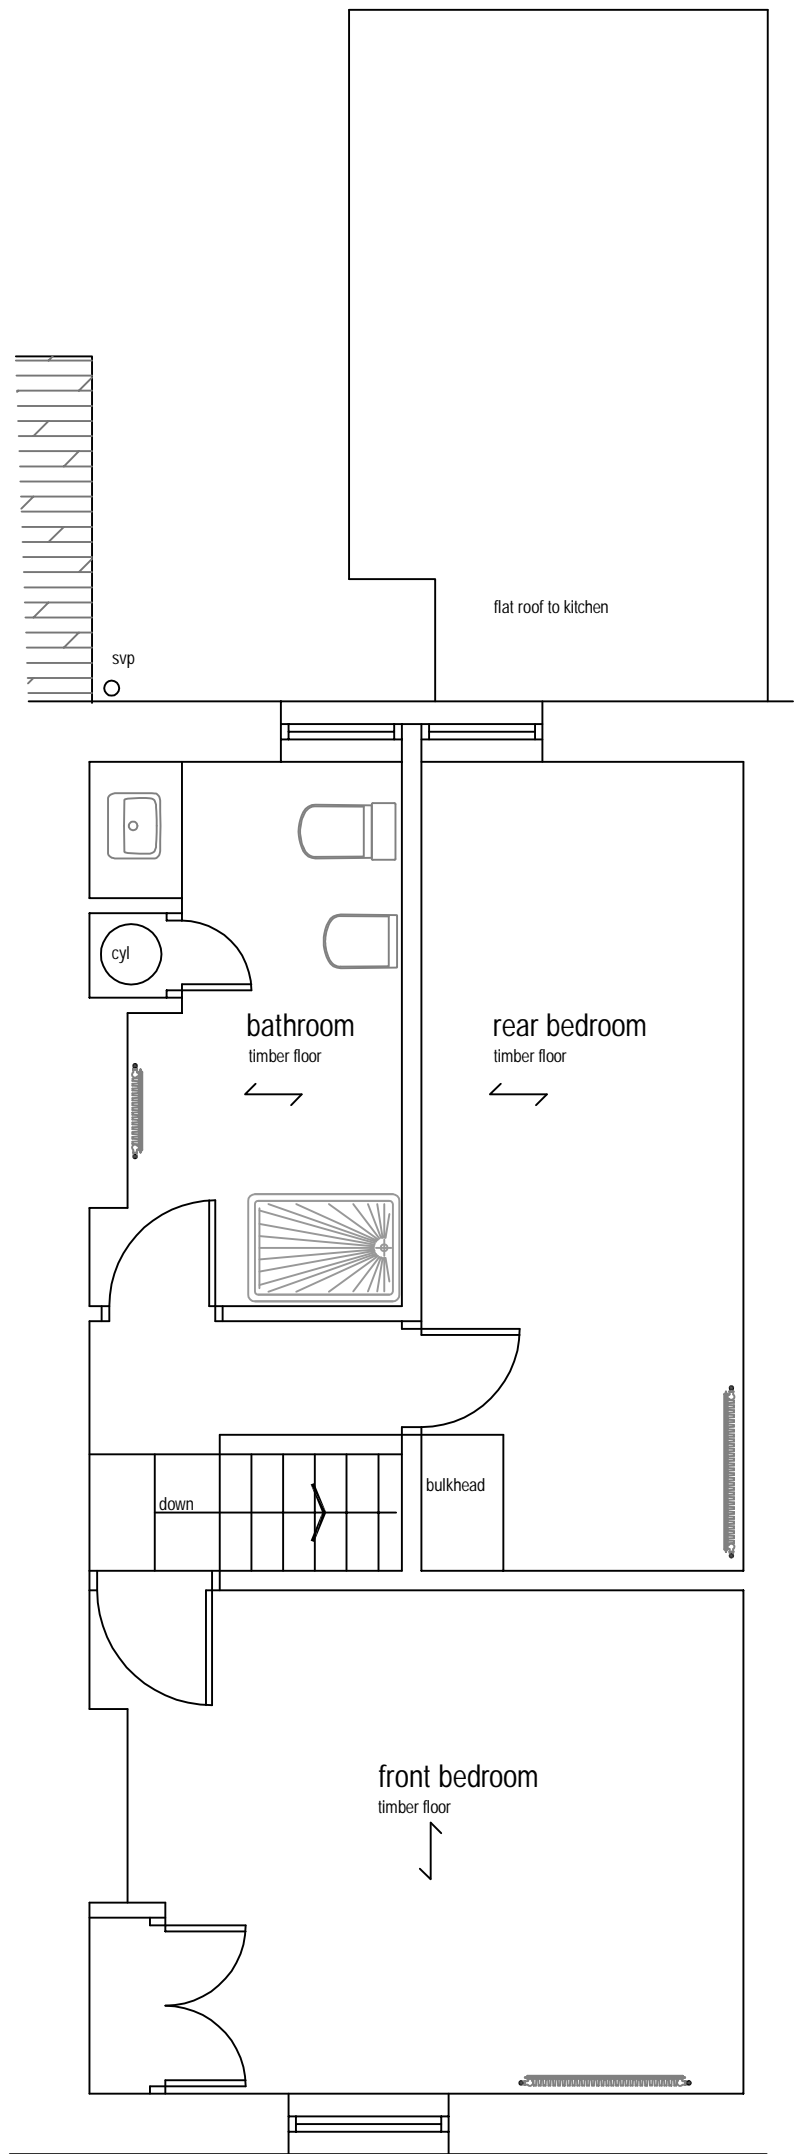 flat roof to kitchen
svp
cyl
bathroom
timber floor
rear bedroom
timber floor
bulkhead
down
front bedroom
timber floor